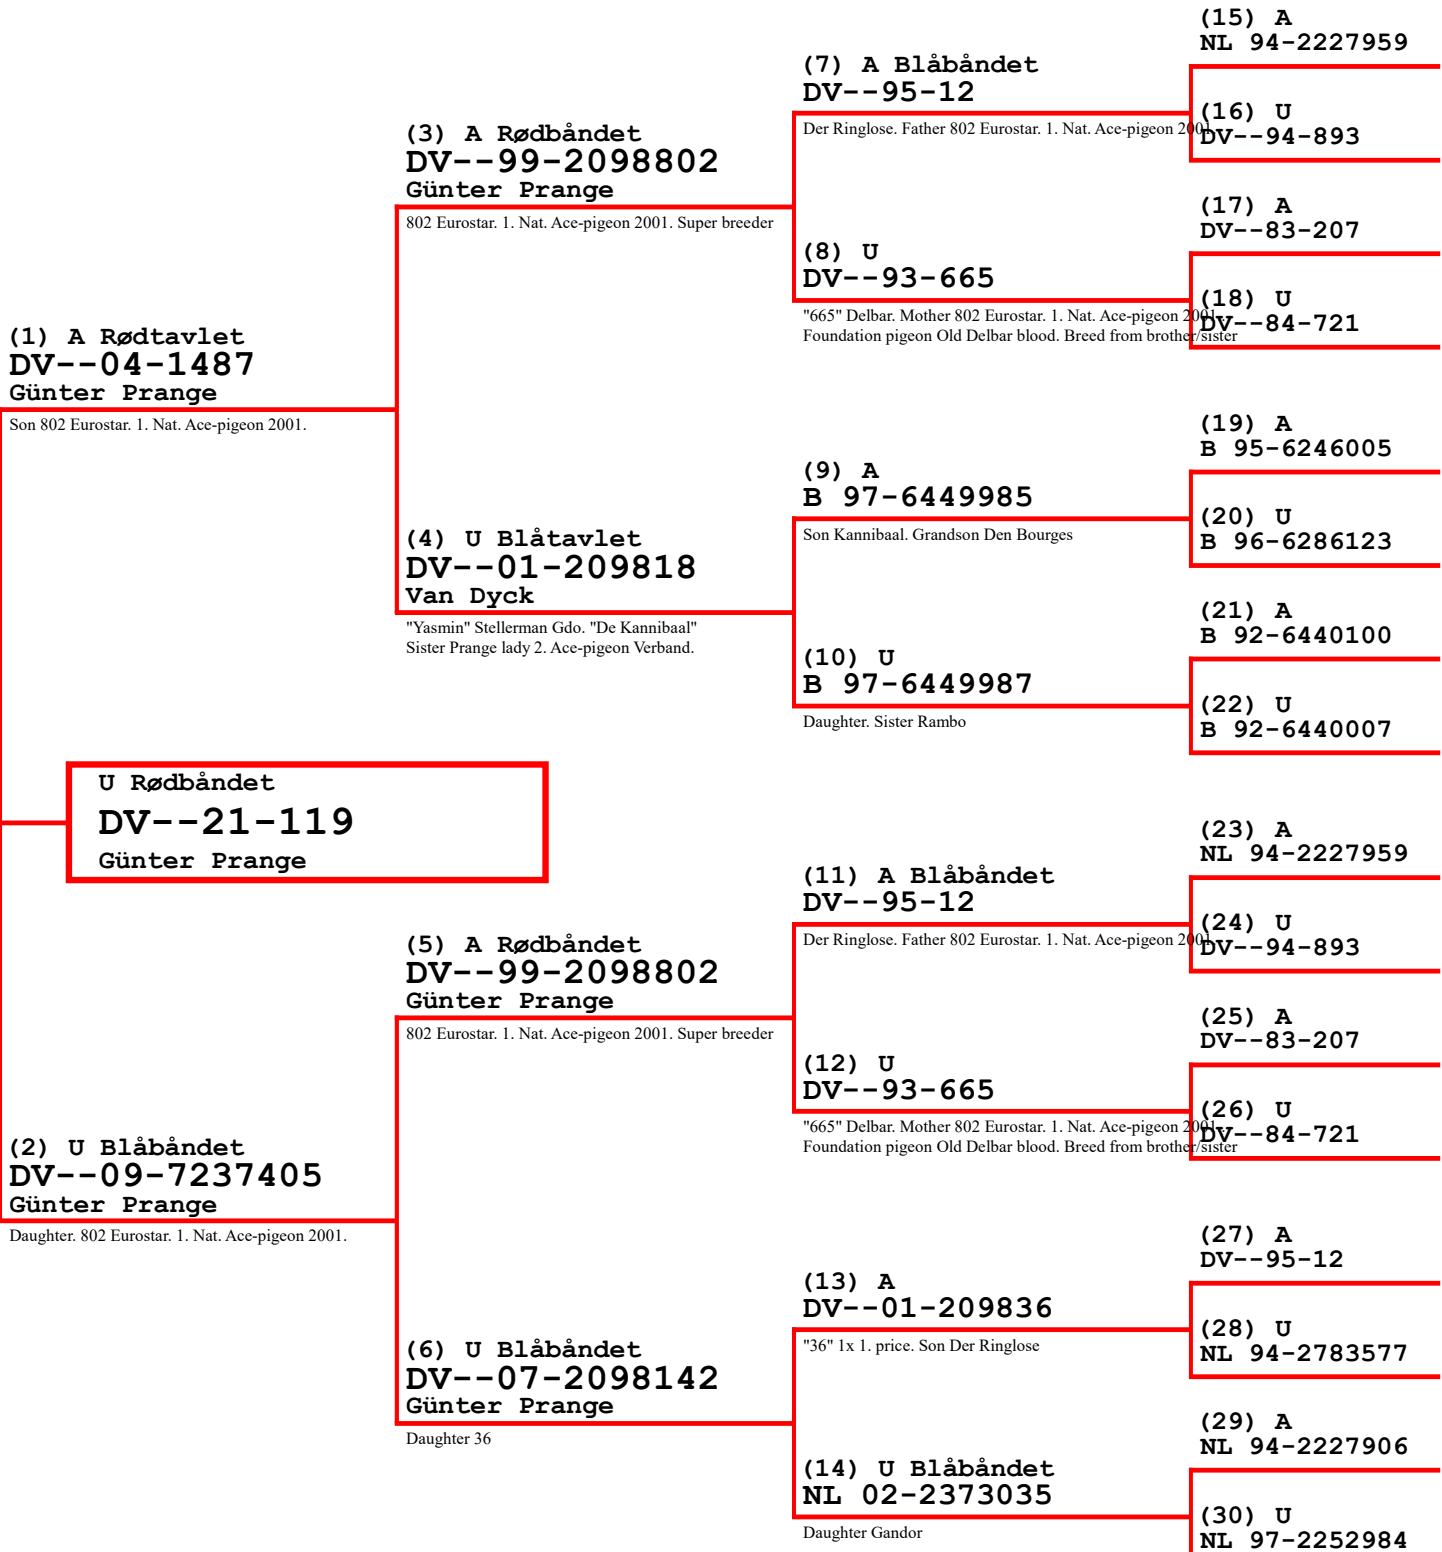 (15) A
NL 94-2227959
(7) A Blåbåndet
DV--95-12
Der Ringlose. Father 802 Eurostar. 1. Nat. Ace-pigeon 2001.
(16) U
DV--94-893
(3) A Rødbåndet
DV--99-2098802
Günter Prange
802 Eurostar. 1. Nat. Ace-pigeon 2001. Super breeder
(17) A
DV--83-207
(8) U
DV--93-665
"665" Delbar. Mother 802 Eurostar. 1. Nat. Ace-pigeon 2001.
Foundation pigeon Old Delbar blood. Breed from brother/sister
(18) U
DV--84-721
(1) A Rødtavlet
DV--04-1487
Günter Prange
Son 802 Eurostar. 1. Nat. Ace-pigeon 2001.
(19) A
B 95-6246005
(9) A
B 97-6449985
Son Kannibaal. Grandson Den Bourges
(20) U
B 96-6286123
(4) U Blåtavlet
DV--01-209818
Van Dyck
"Yasmin" Stellerman Gdo. "De Kannibaal"
Sister Prange lady 2. Ace-pigeon Verband.
(21) A
B 92-6440100
(10) U
B 97-6449987
Daughter. Sister Rambo
(22) U
B 92-6440007
U Rødbåndet
DV--21-119
Günter Prange
(23) A
NL 94-2227959
(11) A Blåbåndet
DV--95-12
Der Ringlose. Father 802 Eurostar. 1. Nat. Ace-pigeon 2001.
(24) U
DV--94-893
(5) A Rødbåndet
DV--99-2098802
Günter Prange
802 Eurostar. 1. Nat. Ace-pigeon 2001. Super breeder
(25) A
DV--83-207
(12) U
DV--93-665
"665" Delbar. Mother 802 Eurostar. 1. Nat. Ace-pigeon 2001.
Foundation pigeon Old Delbar blood. Breed from brother/sister
(26) U
DV--84-721
(2) U Blåbåndet
DV--09-7237405
Günter Prange
Daughter. 802 Eurostar. 1. Nat. Ace-pigeon 2001.
(27) A
DV--95-12
(13) A
DV--01-209836
"36" 1x 1. price. Son Der Ringlose
(28) U
NL 94-2783577
(6) U Blåbåndet
DV--07-2098142
Günter Prange
Daughter 36
(29) A
NL 94-2227906
(14) U Blåbåndet
NL 02-2373035
Daughter Gandor
(30) U
NL 97-2252984